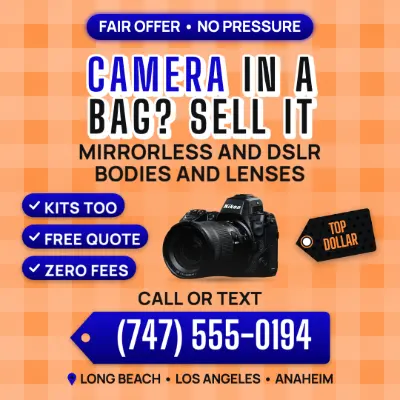 FAIR OFFER • NO PRESSURE
CAMERA IN A
BAG? SELL IT
MIRRORLESS AND DSLR
BODIES AND LENSES
KITS TOO
FREE QUOTE
ZERO FEES
Nikon
TOP
DOLLAR
CALL OR TEXT
(747) 555-0194
LONG BEACH • LOS ANGELES • ANAHEIM